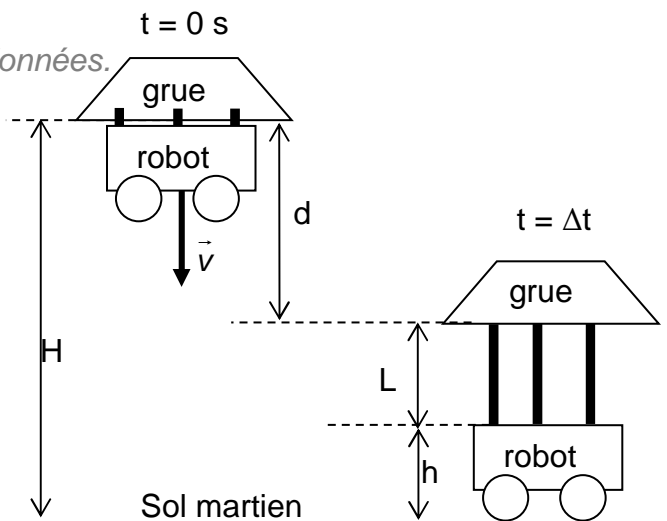 t = 0 s
onnées.
grue
robot
d
v
t = Δt
grue
H
L
robot
h
Sol martien